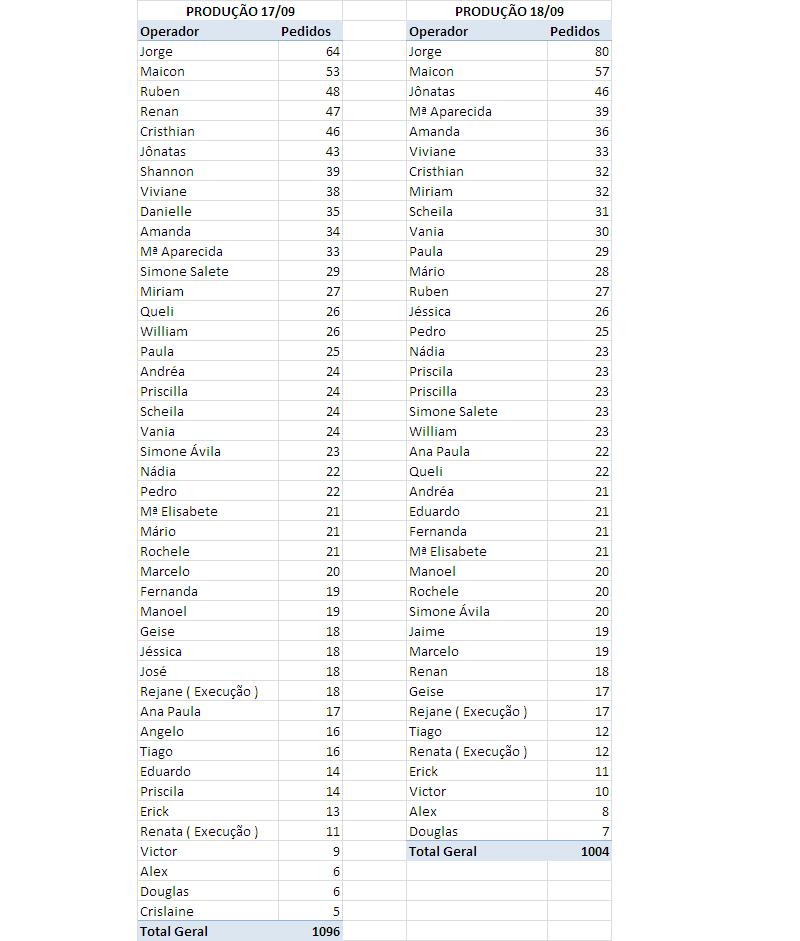 PRODUÇÃO 17/09 PRODUÇÃO 18/09
Operador Pedidos Operador Pedidos
Jorge 64 Jorge 80
Maicon 53 Maicon 57
Ruben 48 Jônatas 46
Renan 47 Mª Aparecida 39
Cristhian 46 Amanda 36
Jônatas 43 Viviane 33
Shannon 39 Cristhian 32
Viviane 38 Miriam 32
Danielle 35 Scheila 31
Amanda 34 Vania 30
Mª Aparecida 33 Paula 29
Simone Salete 29 Mário 28
Miriam 27 Ruben 27
Queli 26 Jéssica 26
William 26 Pedro 25
Paula 25 Nádia 23
Andréa 24 Priscila 23
Priscilla 24 Priscilla 23
Scheila 24 Simone Salete 23
Vania 24 William 23
Simone Ávila 23 Ana Paula 22
Nádia 22 Queli 22
Pedro 22 Andréa 21
Mª Elisabete 21 Eduardo 21
Mário 21 Fernanda 21
Rochele 21 Mª Elisabete 21
Marcelo 20 Manoel 20
Fernanda 19 Rochele 20
Manoel 19 Simone Ávila 20
Geise 18 Jaime 19
Jéssica 18 Marcelo 19
José 18 Renan 18
Rejane ( Execução ) 18 Geise 17
Ana Paula 17 Rejane ( Execução ) 17
Angelo 16 Tiago 12
Tiago 16 Renata ( Execução ) 12
Eduardo 14 Erick 11
Priscila 14 Victor 10
Erick 13 Alex 8
Renata ( Execução ) 11 Douglas 7
Victor 9 Total Geral 1004
Alex 6
Douglas 6
Crislaine 5
Total Geral 1096